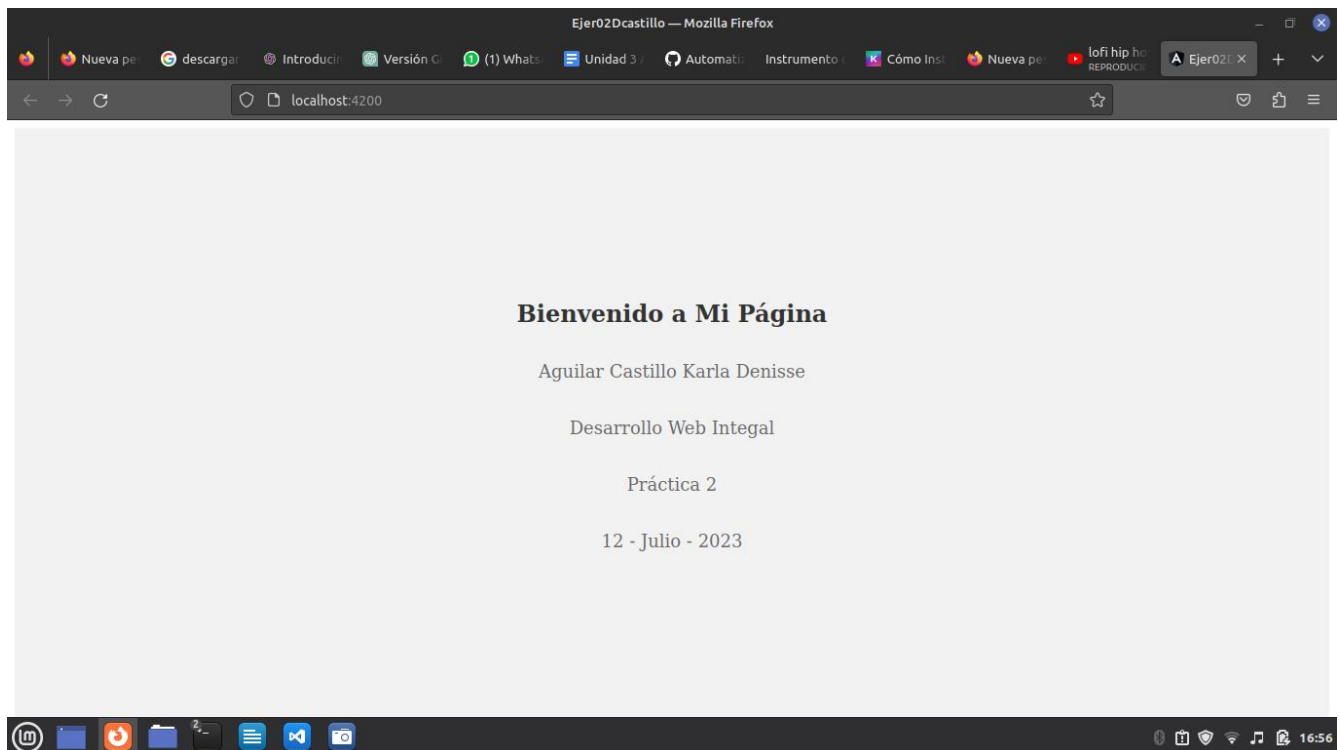 Ejer02Dcastillo — Mozilla Firefox
Nueva pe descargar Introducir Versión G (1) Whats Unidad 3 / Automati Instrumento Cómo Inst Nueva pe lofi hip ho Ejer02D
REPRODUCIE
localhost:4200
Bienvenido a Mi Página
Aguilar Castillo Karla Denisse
Desarrollo Web Integal
Práctica 2
12 - Julio - 2023
16:56